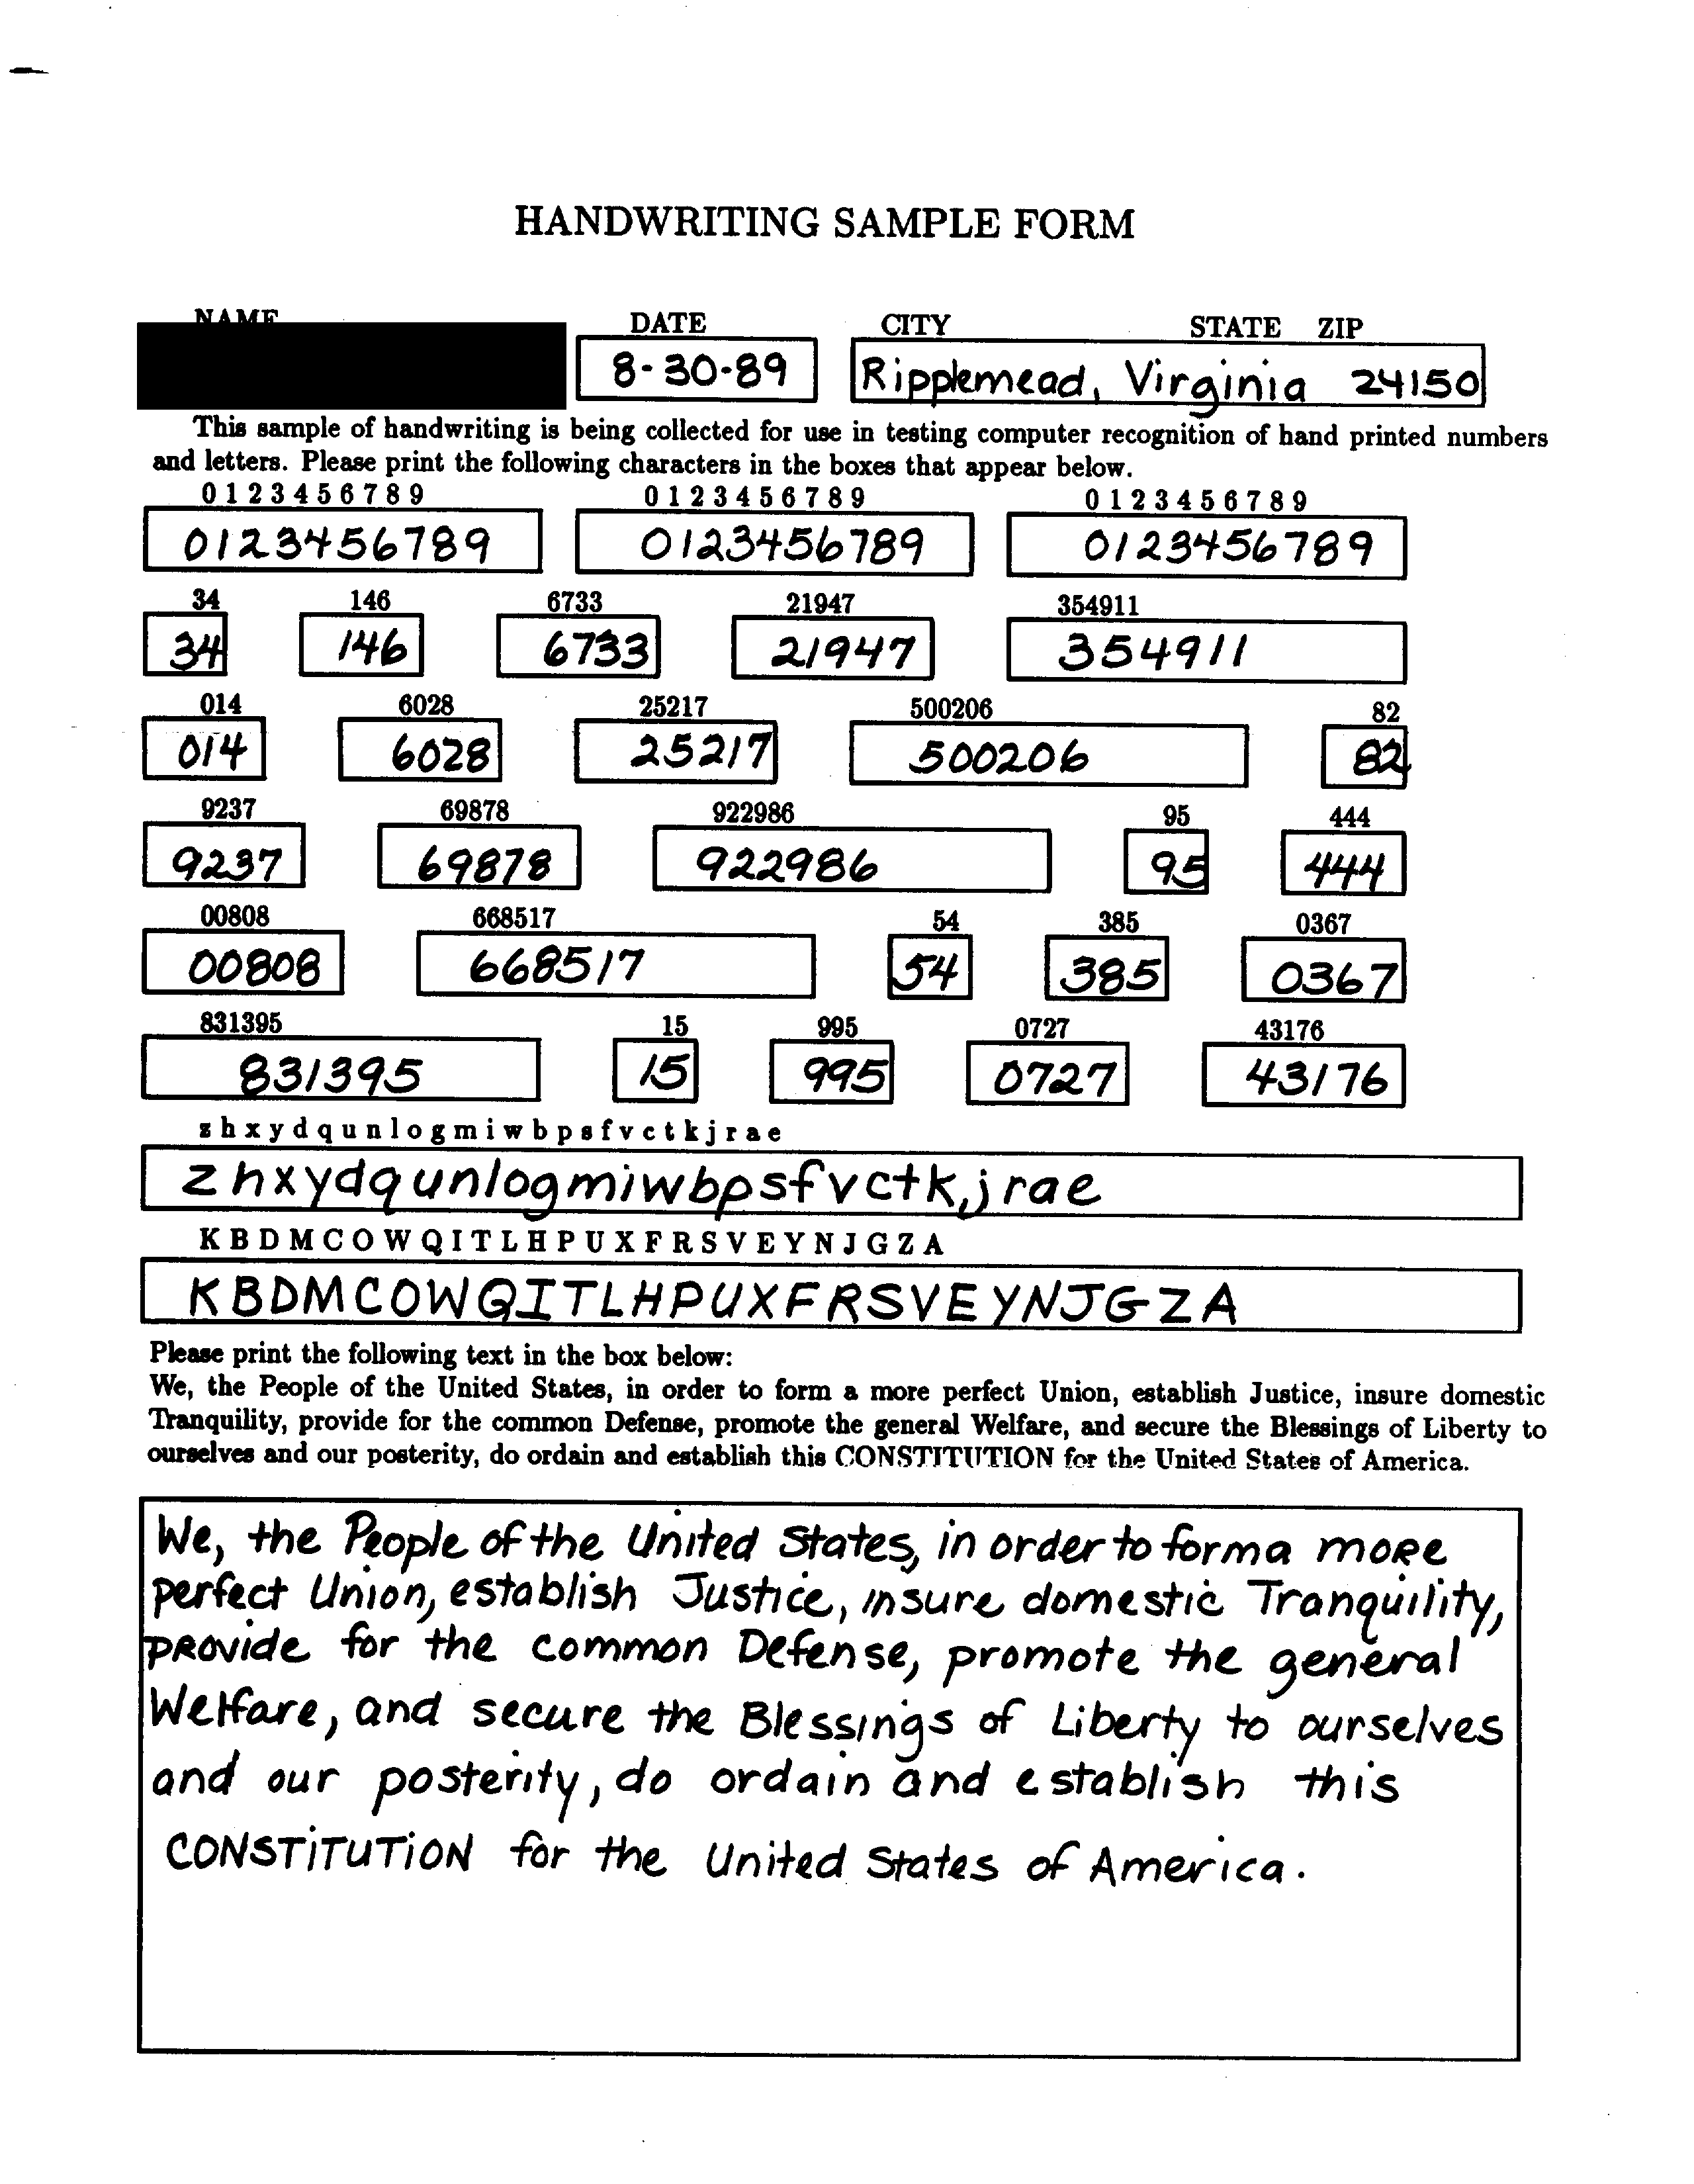 HANDWRITING SAMPLE FORM
NAME DATE CITY STATE ZIP
8-30-89 Ripplemead, Virginia 24150
This sample of handwriting is being collected for use in testing computer recognition of hand printed numbers
and letters. Please print the following characters in the boxes that appear below.
0 1 2 3 4 5 6 7 8 9 0 1 2 3 4 5 6 7 8 9 0 1 2 3 4 5 6 7 8 9
0123456789 0123456789 0123456789
34 146 6733 21947 354911
34 146 6733 21947 354911
014 6028 25217 500206 82
014 6028 25217 500206 82
9237 69878 922986 95 444
9237 69878 922986 95 444
00808 668517 54 385 0367
00808 668517 54 385 0367
831395 15 995 0727 43176
831395 15 995 0727 43176
z h x y d q u n l o g m i w b p s f v c t k j r a e
zhxydqunlogmiwbpsfvctk,jrae
K B D M C O W Q I T L H P U X F R S V E Y N J G Z A
KBDMCOWQITLHPUXFRSVEYNJGZA
Please print the following text in the box below:
We, the People of the United States, in order to form a more perfect Union, establish Justice, insure domestic
Tranquility, provide for the common Defense, promote the general Welfare, and secure the Blessings of Liberty to
ourselves and our posterity, do ordain and establish this CONSTITUTION for the United States of America.
We, the People of the United States, in order to form a more
perfect Union, establish Justice, insure domestic Tranquility,
provide for the common Defense, promote the general
Welfare, and secure the Blessings of Liberty to ourselves
and our posterity, do ordain and establish this
CONSTiTUTiON for the United States of America.